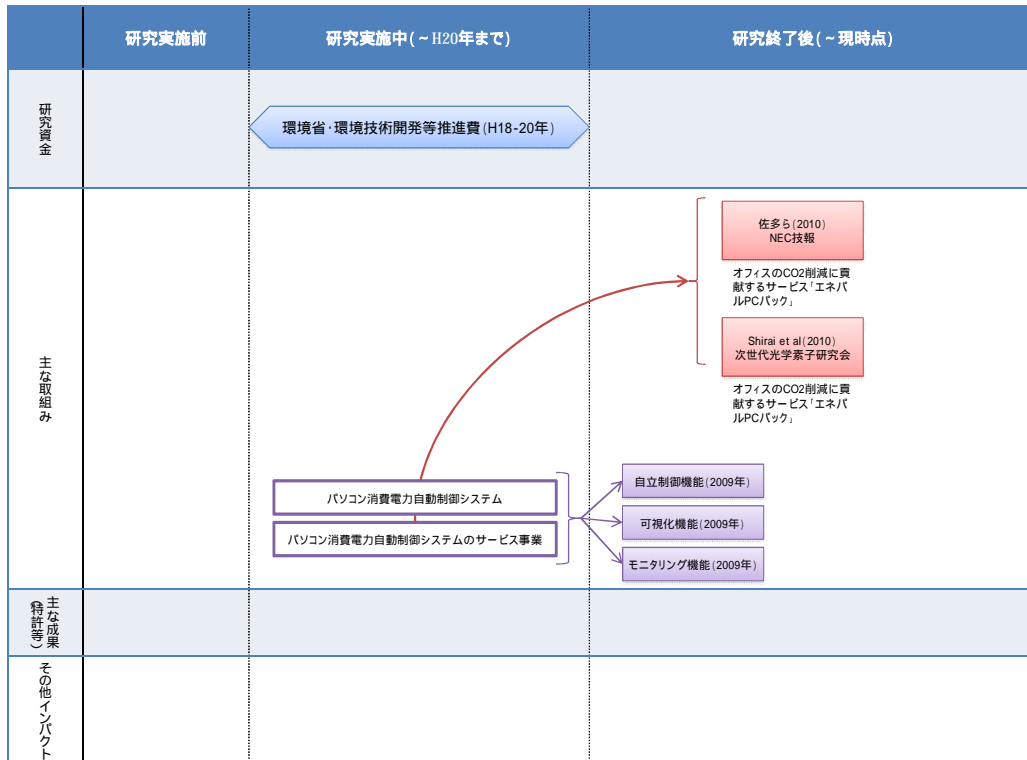 研究実施前
研究実施中(~H20年まで)
研究終了後(~現時点)
研究資金
環境省・環境技術開発等推進費(H18-20年)
主な取組み
佐多ら(2010)
NEC技報
オフィスのCO2削減に貢
献するサービス「エネパ
ルPCパック」
Shirai et al(2010)
次世代光学素子研究会
オフィスのCO2削減に貢
献するサービス「エネパ
ルPCパック」
パソコン消費電力自動制御システム
パソコン消費電力自動制御システムのサービス事業
自立制御機能(2009年)
可視化機能(2009年)
モニタリング機能(2009年)
主な成果
(特許等)
その他インパクト